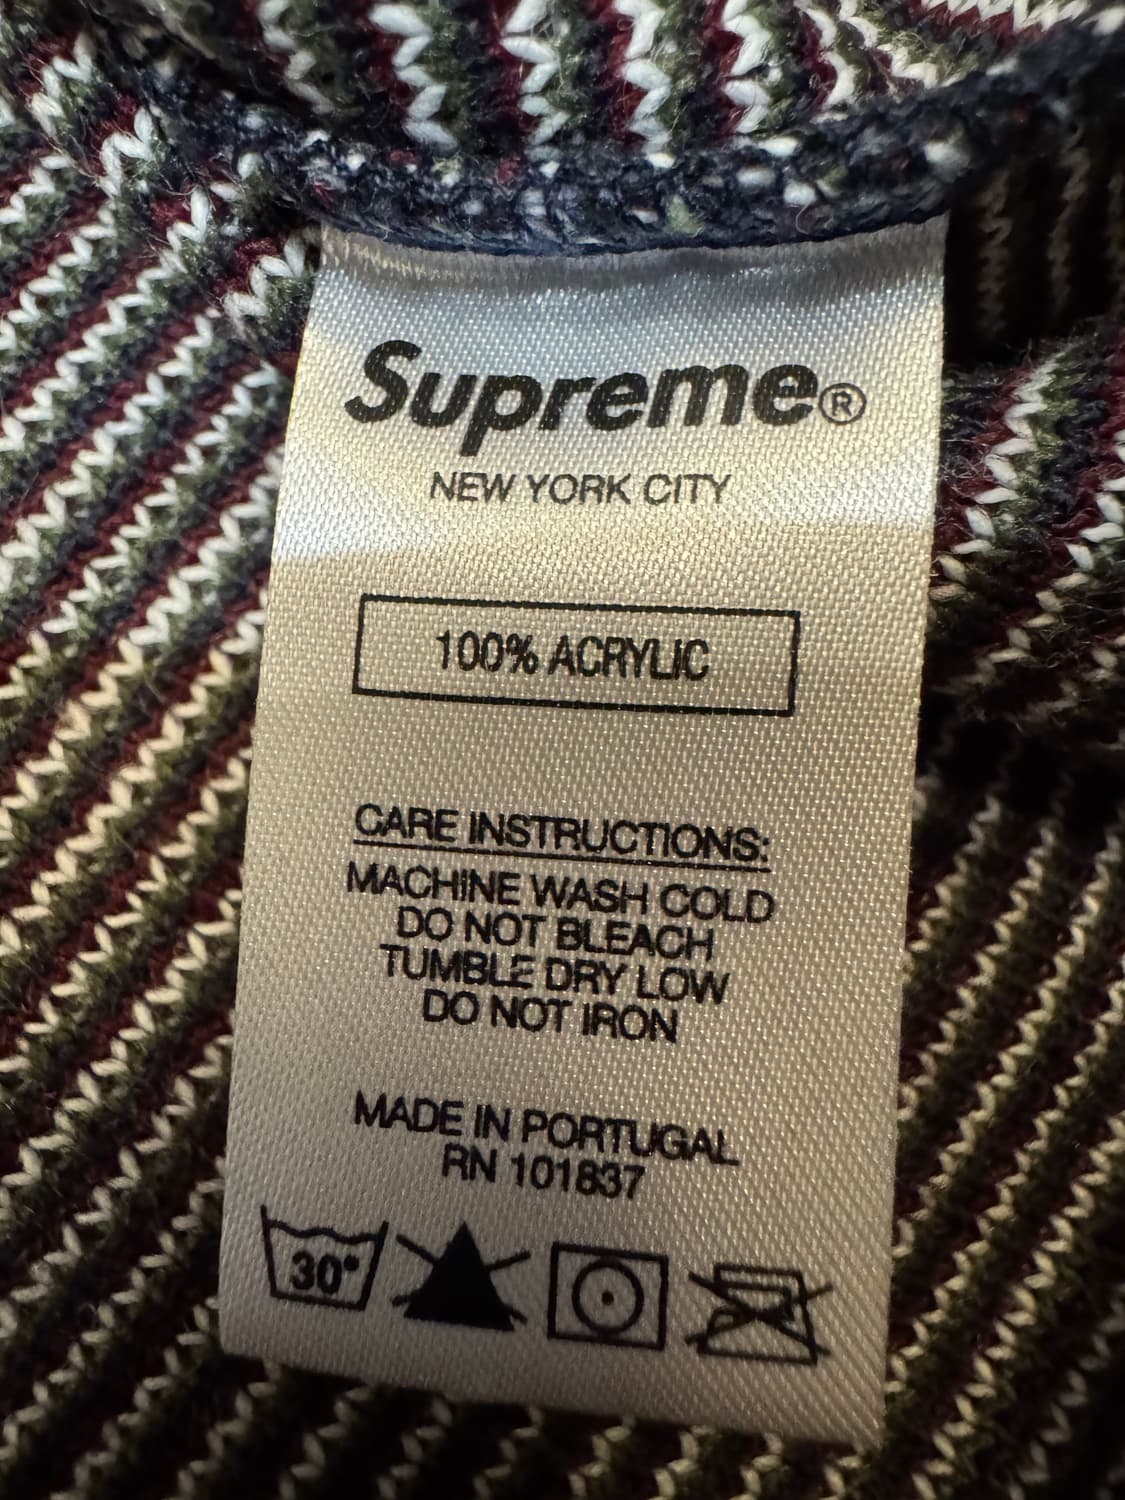 Supreme®
NEW YORK CITY
100% ACRYLIC
CARE INSTRUCTIONS:
MACHINE WASH COLD
DO NOT BLEACH
TUMBLE DRY LOW
DO NOT IRON
MADE IN PORTUGAL
RN 101837
30°